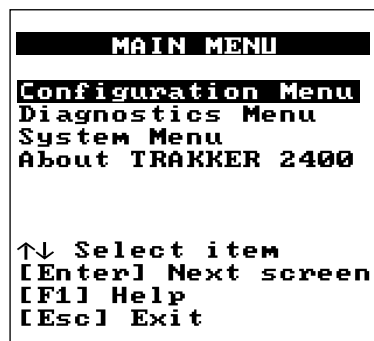 MAIN MENU
Configuration Menu
Diagnostics Menu
System Menu
About TRAKKER 2400
↑↓ Select item
[Enter] Next screen
[F1] Help
[Esc] Exit